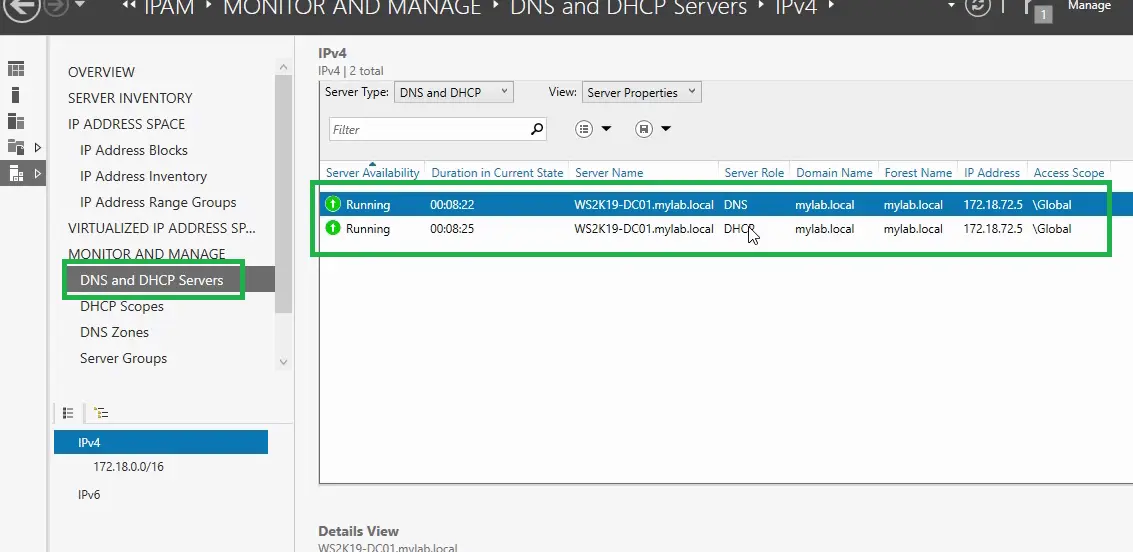 IPAM MONITOR AND MANAGE DNS and DHCP Servers IPv4
1
Manage
OVERVIEW
SERVER INVENTORY
IP ADDRESS SPACE
IP Address Blocks
IP Address Inventory
IP Address Range Groups
VIRTUALIZED IP ADDRESS SP...
MONITOR AND MANAGE
DNS and DHCP Servers
DHCP Scopes
DNS Zones
Server Groups
IPv4
172.18.0.0/16
IPv6
IPv4
IPv4 | 2 total
Server Type: DNS and DHCP View: Server Properties
Filter
Server Availability Duration in Current State Server Name Server Role Domain Name Forest Name IP Address Access Scope
Running 00:08:22 WS2K19-DC01.mylab.local DNS mylab.local mylab.local 172.18.72.5 \Global
Running 00:08:25 WS2K19-DC01.mylab.local DHCP mylab.local mylab.local 172.18.72.5 \Global
Details View
WS2K19-DC01.mylab.local